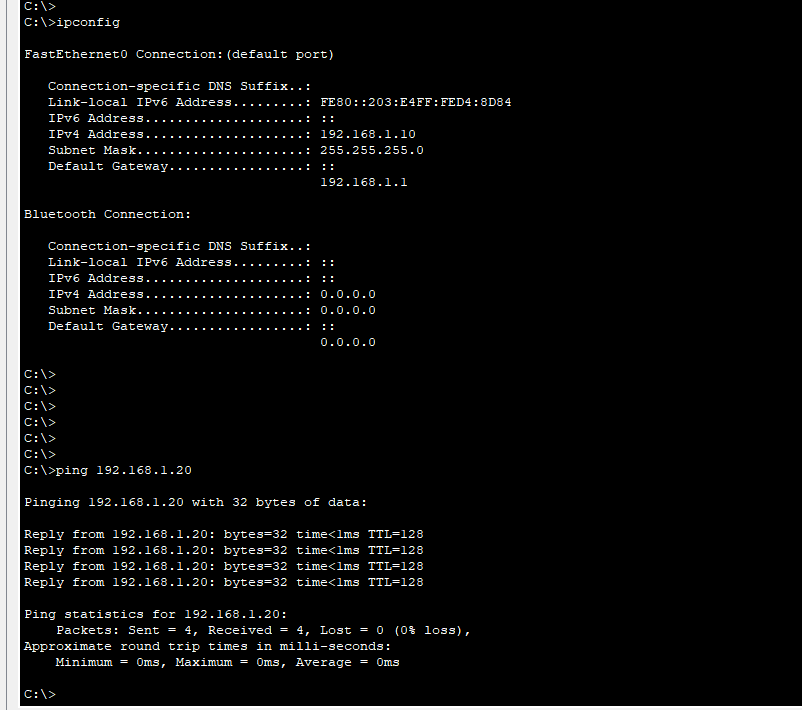 C:\>
C:\>ipconfig
FastEthernet0 Connection:(default port)
Connection-specific DNS Suffix..:
Link-local IPv6 Address.........: FE80::203:E4FF:FED4:8D84
IPv6 Address....................: ::
IPv4 Address....................: 192.168.1.10
Subnet Mask.....................: 255.255.255.0
Default Gateway.................: ::
192.168.1.1
Bluetooth Connection:
Connection-specific DNS Suffix..:
Link-local IPv6 Address.........: ::
IPv6 Address....................: ::
IPv4 Address....................: 0.0.0.0
Subnet Mask.....................: 0.0.0.0
Default Gateway.................: ::
0.0.0.0
C:\>
C:\>
C:\>
C:\>
C:\>
C:\>
C:\>ping 192.168.1.20
Pinging 192.168.1.20 with 32 bytes of data:
Reply from 192.168.1.20: bytes=32 time<1ms TTL=128
Reply from 192.168.1.20: bytes=32 time<1ms TTL=128
Reply from 192.168.1.20: bytes=32 time<1ms TTL=128
Reply from 192.168.1.20: bytes=32 time<1ms TTL=128
Ping statistics for 192.168.1.20:
Packets: Sent = 4, Received = 4, Lost = 0 (0% loss),
Approximate round trip times in milli-seconds:
Minimum = 0ms, Maximum = 0ms, Average = 0ms
C:\>